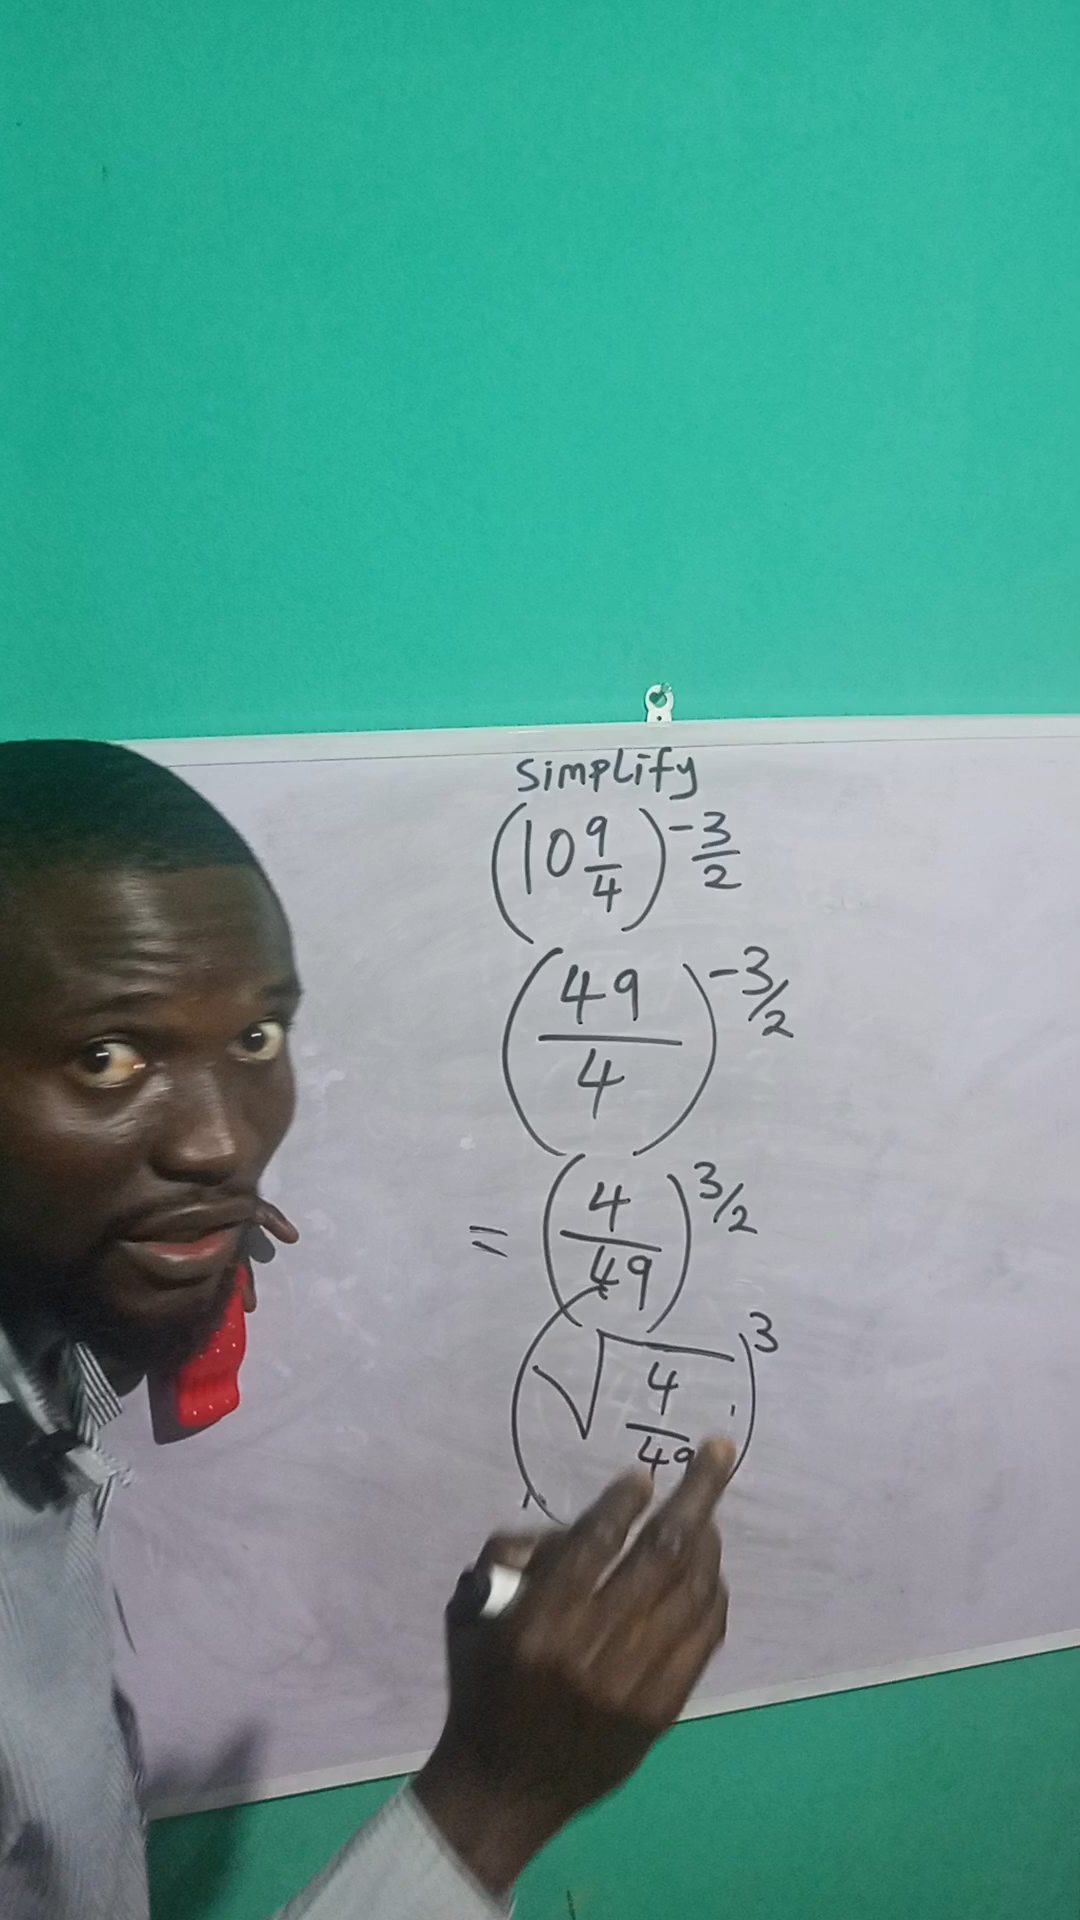 Simplify
(10 9/4)^-3/2
(49/4)^-3/2
= (4/49)^3/2
(√4/49)^3